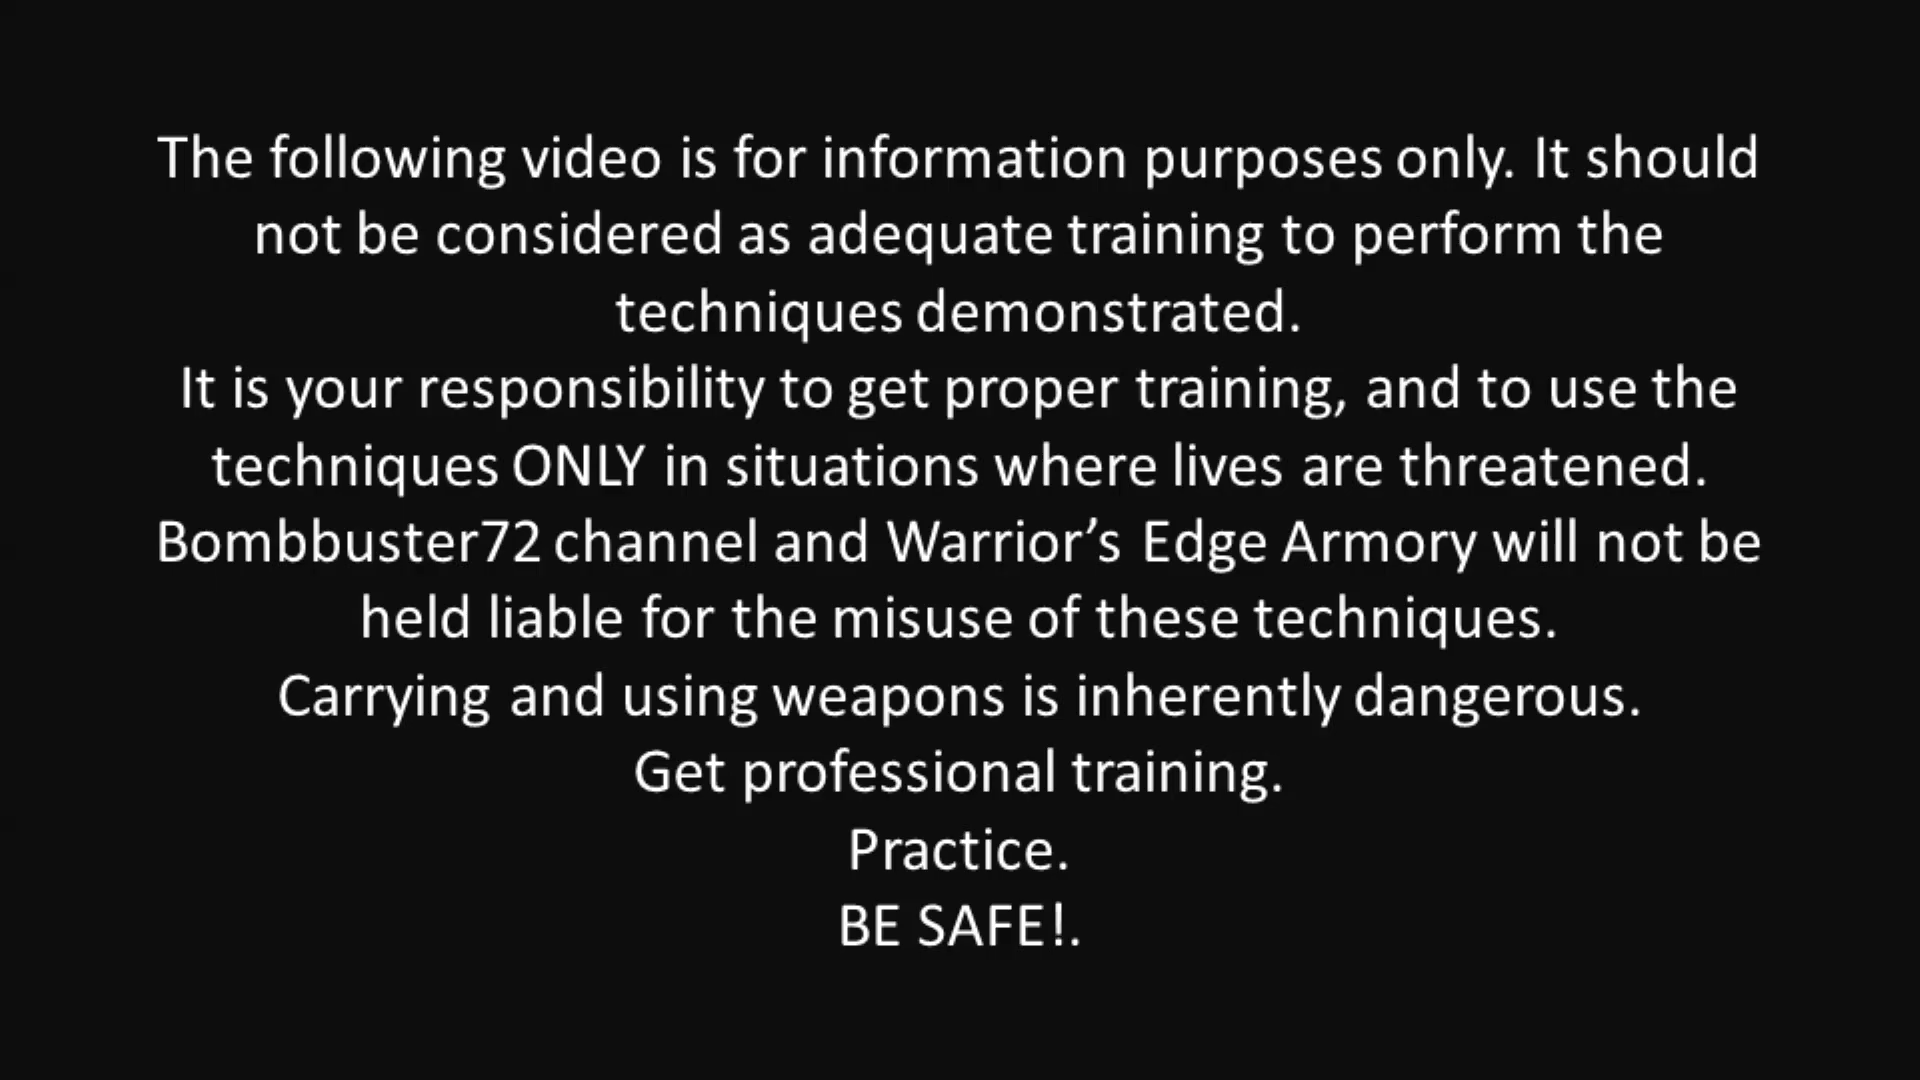 The following video is for information purposes only. It should
not be considered as adequate training to perform the
techniques demonstrated.
It is your responsibility to get proper training, and to use the
techniques ONLY in situations where lives are threatened.
Bombbuster72 channel and Warrior’s Edge Armory will not be
held liable for the misuse of these techniques.
Carrying and using weapons is inherently dangerous.
Get professional training.
Practice.
BE SAFE!.